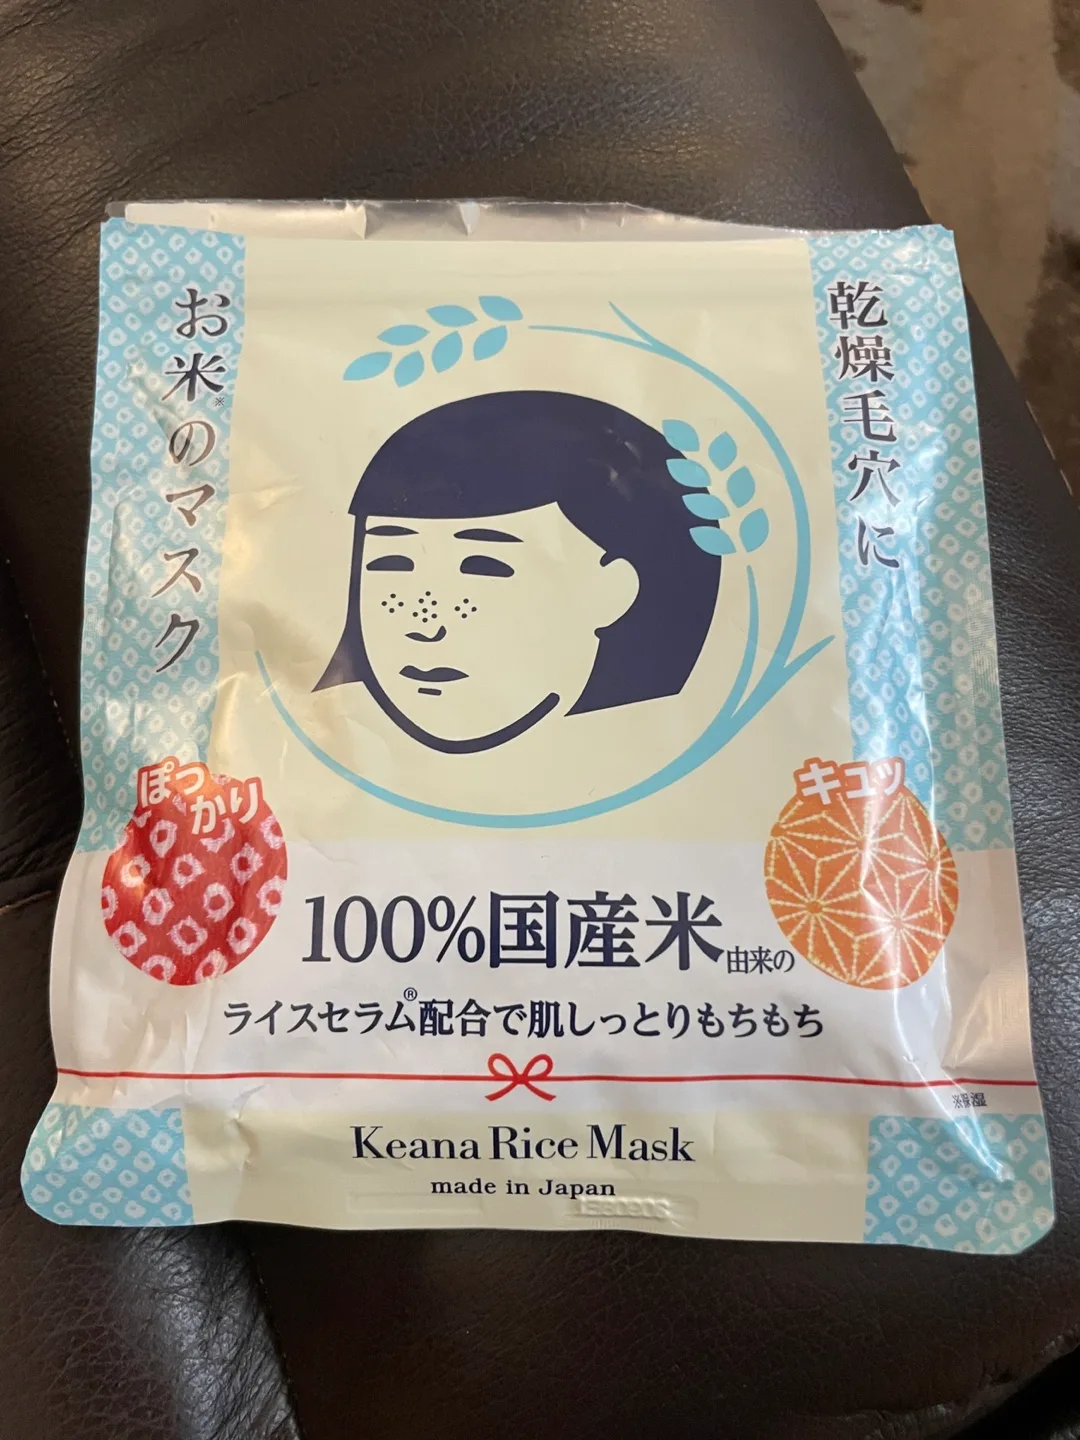 乾燥毛穴に
お米※のマスク
ぽっ
かり
キュッ
100%国産米由来の
ライスセラム®配合で肌しっとりもちもち
※保湿
Keana Rice Mask
made in Japan